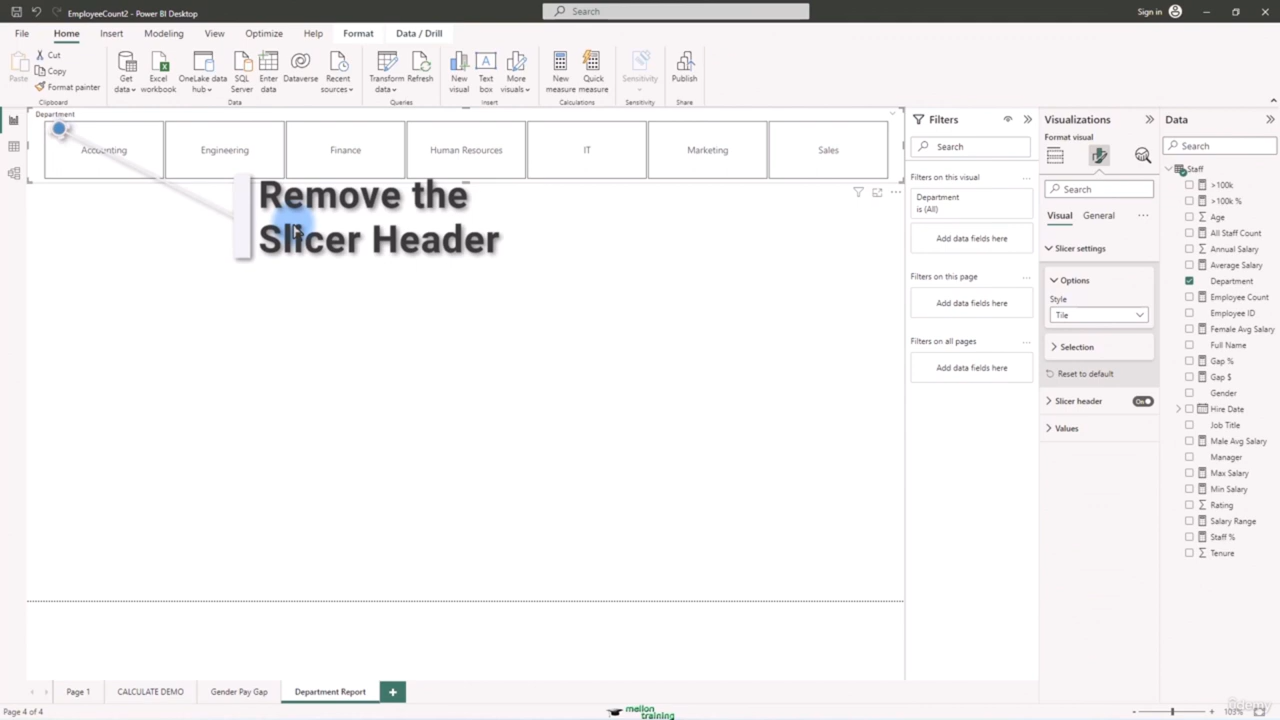 EmployeeCount2 - Power BI Desktop
Search
Sign in
File
Home
Insert
Modeling
View
Optimize
Help
Format
Data / Drill
Paste
Cut
Copy
Format painter
Clipboard
Get data
Excel workbook
OneLake data hub
SQL Server
Enter data
Dataverse
Recent sources
Data
Transform data
Refresh
Queries
New visual
Text box
More visuals
Insert
New measure
Quick measure
Calculations
Sensitivity
Sensitivity
Publish
Share
Department
Accounting
Engineering
Finance
Human Resources
IT
Marketing
Sales
Remove the
Slicer Header
Filters
Search
Filters on this visual
Department
is (All)
Add data fields here
Filters on this page
Add data fields here
Filters on all pages
Add data fields here
Visualizations
Format visual
Search
Visual
General
Slicer settings
Options
Style
Tile
Selection
Reset to default
Slicer header
On
Values
Data
Search
Staff
>100k
>100k %
Age
All Staff Count
Annual Salary
Average Salary
Department
Employee Count
Employee ID
Female Avg Salary
Full Name
Gap %
Gap $
Gender
Hire Date
Job Title
Male Avg Salary
Manager
Max Salary
Min Salary
Rating
Salary Range
Staff %
Tenure
Page 1
CALCULATE DEMO
Gender Pay Gap
Department Report
Page 4 of 4
mellon
training
103%
udemy